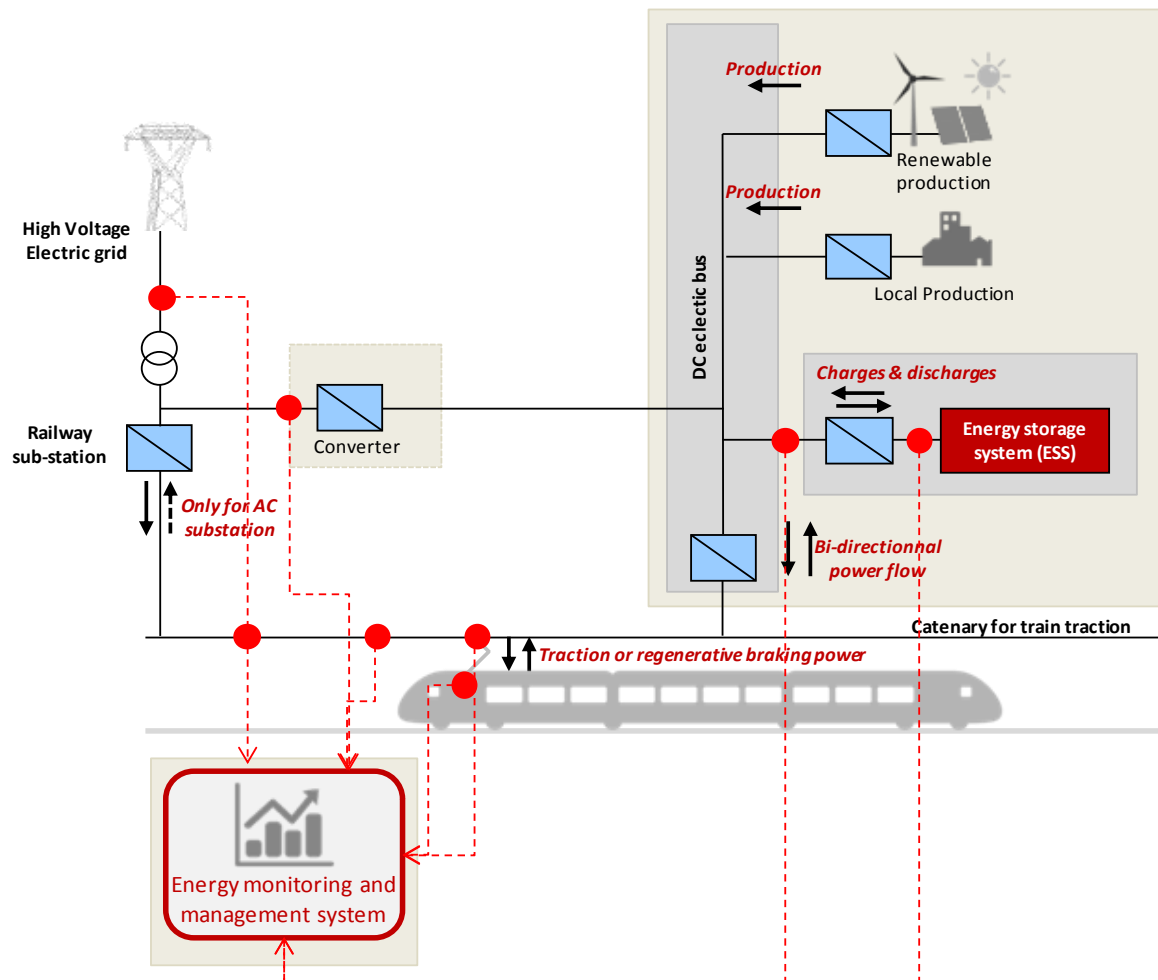 Production
Renewable
production
Production
High Voltage
Electric grid
DC eclectic bus
Local Production
Charges & discharges
Converter
Railway
sub-station
Energy storage
system (ESS)
Only for AC
substation
Bi-directionnal
power flow
Catenary for train traction
Traction or regenerative braking power
Energy monitoring and
management system